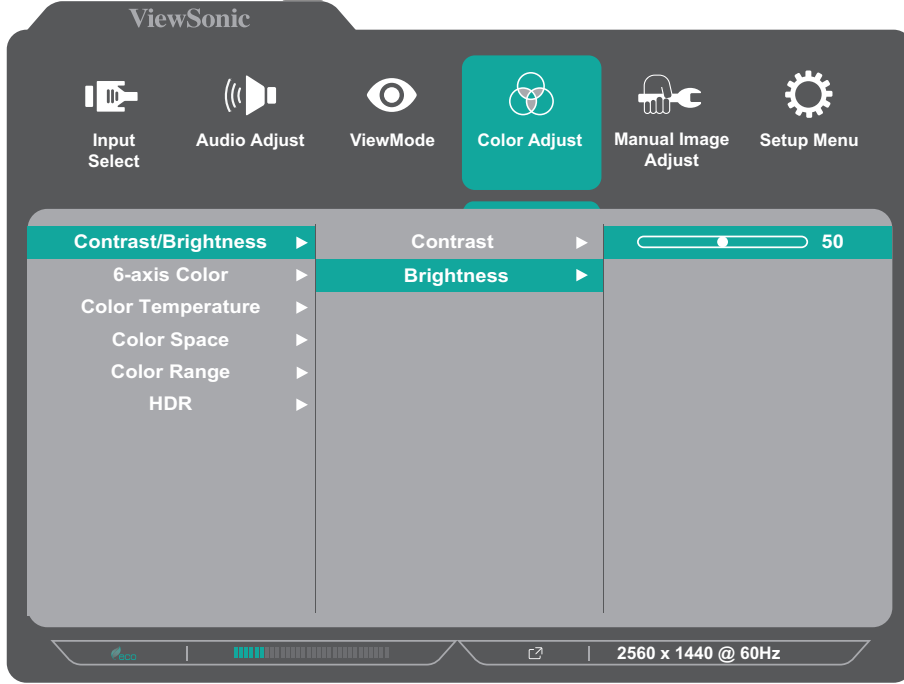 ViewSonic
Input
Select
Audio Adjust
ViewMode
Color Adjust
Manual Image
Adjust
Setup Menu
Contrast/Brightness
Contrast
50
6-axis Color
Brightness
Color Temperature
Color Space
Color Range
HDR
eco
2560 x 1440 @ 60Hz